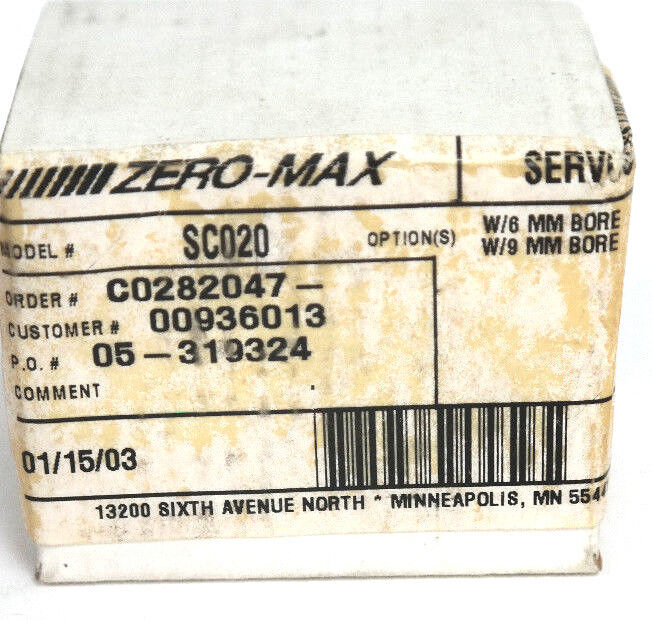 ZERO-MAX SERV
MODEL # SC020 OPTION(S) W/6 MM BORE
W/9 MM BORE
ORDER # C0282047-
CUSTOMER # 00936013
P.O. # 05-319324
COMMENT
01/15/03
13200 SIXTH AVENUE NORTH * MINNEAPOLIS, MN 554